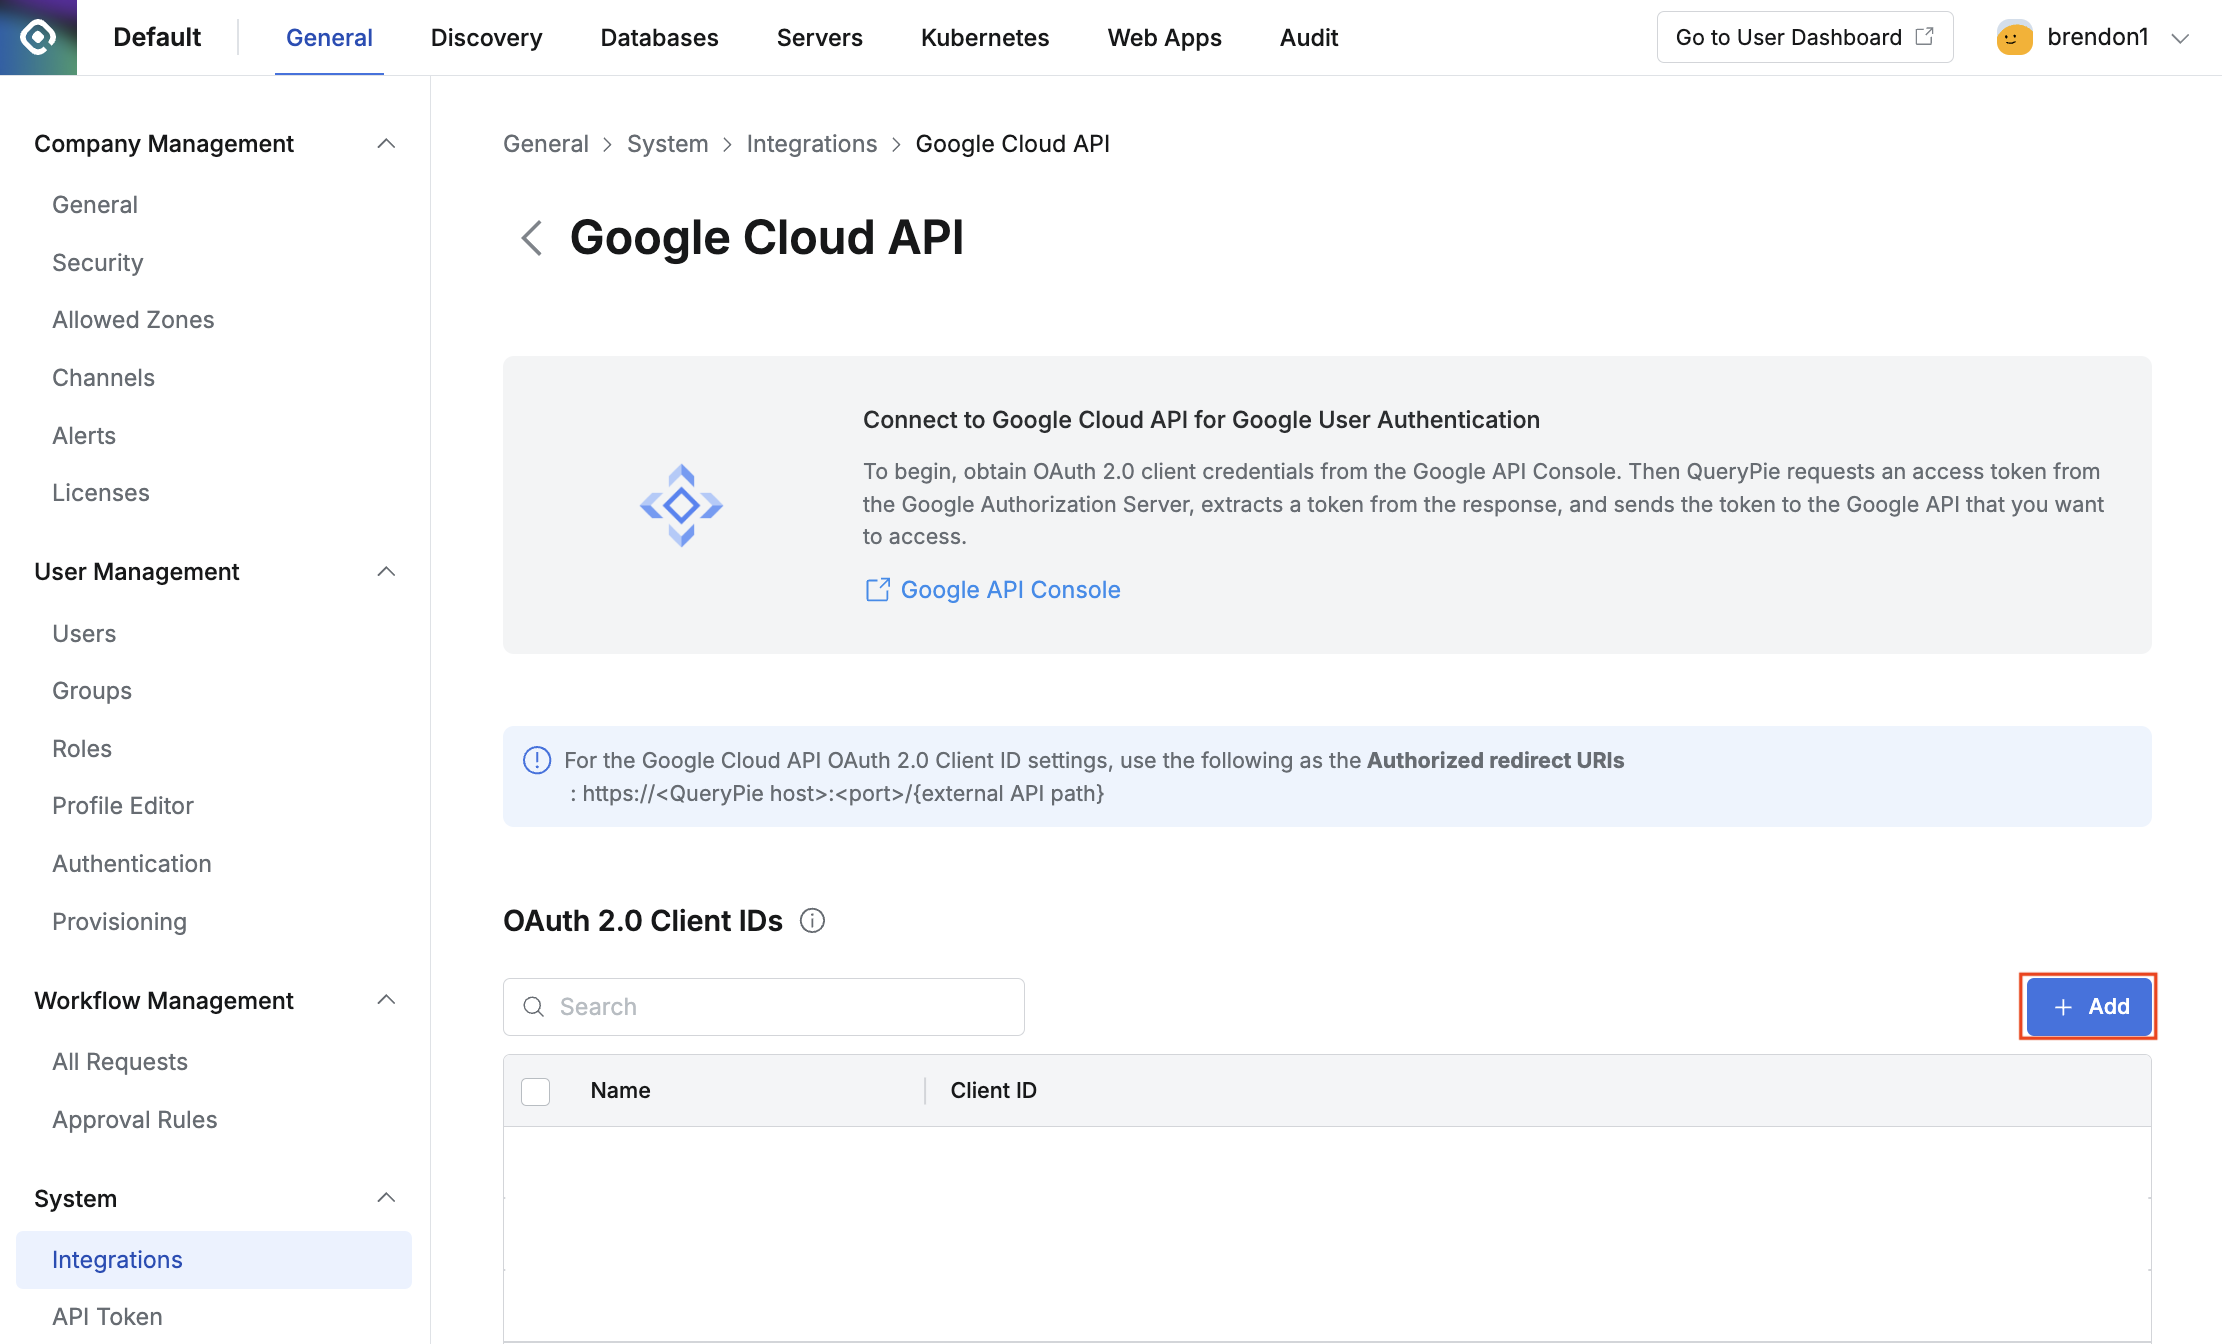 Default
General
Discovery
Databases
Servers
Kubernetes
Web Apps
Audit
Go to User Dashboard
brendon1
Company Management
General
Security
Allowed Zones
Channels
Alerts
Licenses
User Management
Users
Groups
Roles
Profile Editor
Authentication
Provisioning
Workflow Management
All Requests
Approval Rules
System
Integrations
API Token
General > System > Integrations > Google Cloud API
Google Cloud API
Connect to Google Cloud API for Google User Authentication
To begin, obtain OAuth 2.0 client credentials from the Google API Console. Then QueryPie requests an access token from
the Google Authorization Server, extracts a token from the response, and sends the token to the Google API that you want
to access.
Google API Console
For the Google Cloud API OAuth 2.0 Client ID settings, use the following as the Authorized redirect URIs
: https://<QueryPie host>:<port>/{external API path}
OAuth 2.0 Client IDs
Search
+ Add
Name
Client ID